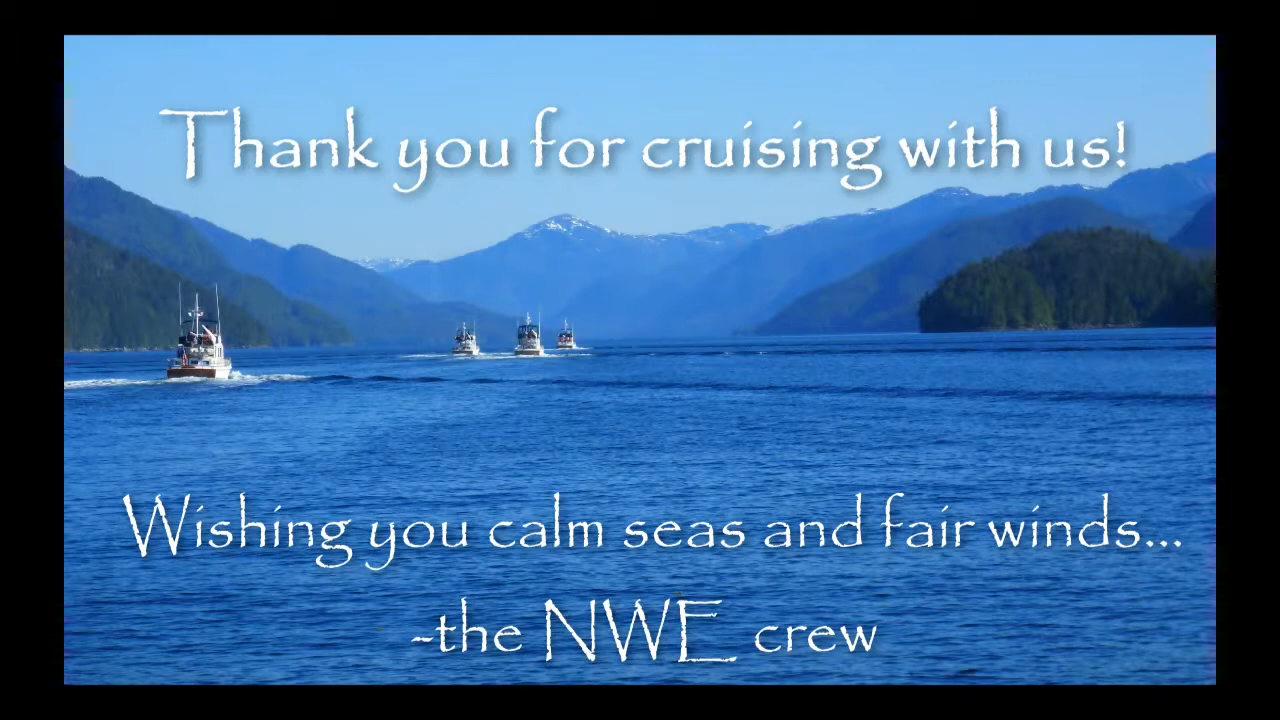 Thank you for cruising with us!
Wishing you calm seas and fair winds...
-the NWE crew